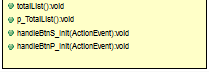 totalList():void
p_TotalList():void
handleBtnS_Init(ActionEvent):void
handleBtnP_Init(ActionEvent):void